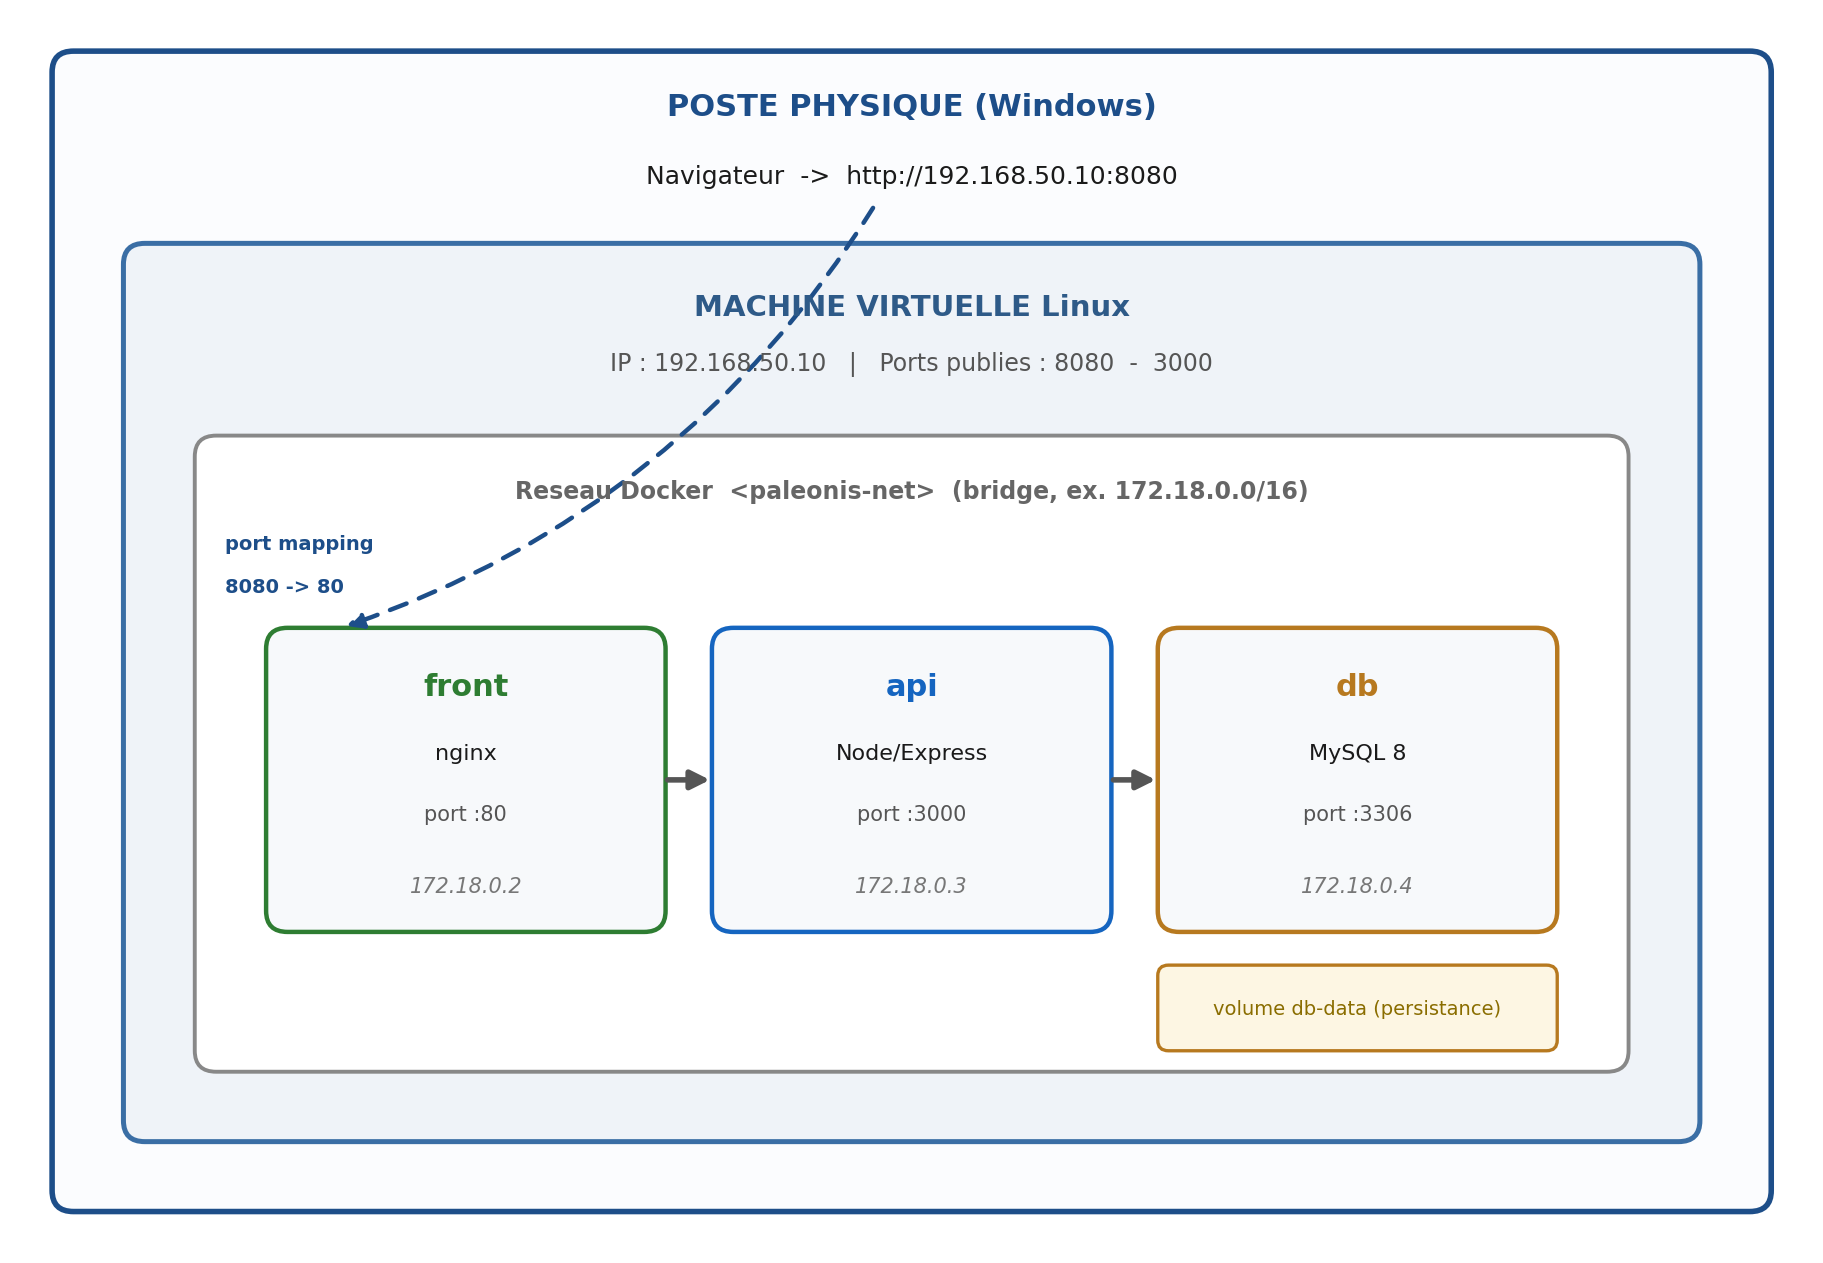 POSTE PHYSIQUE (Windows)
Navigateur -> http://192.168.50.10:8080
MACHINE VIRTUELLE Linux
IP : 192.168.50.10 | Ports publies : 8080 - 3000
Reseau Docker <paleonis-net> (bridge, ex. 172.18.0.0/16)
port mapping
8080 -> 80
front
nginx
port :80
172.18.0.2
api
Node/Express
port :3000
172.18.0.3
db
MySQL 8
port :3306
172.18.0.4
volume db-data (persistance)